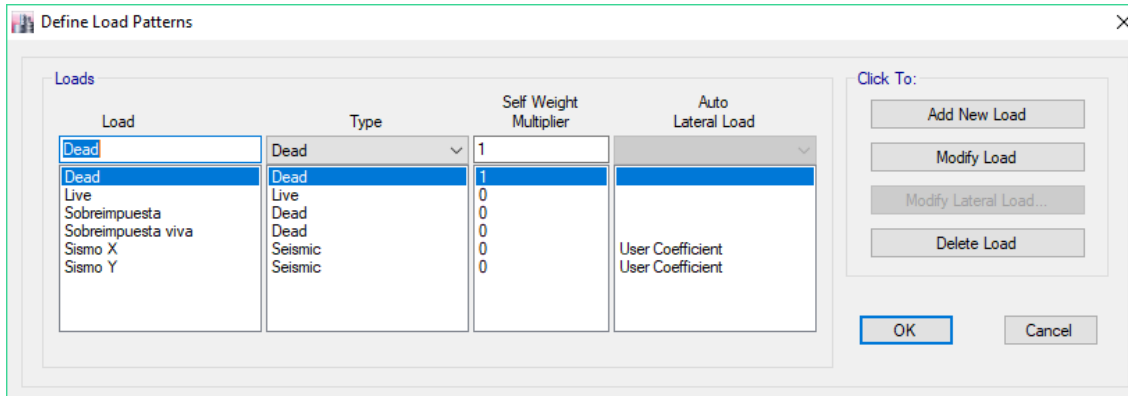 Define Load Patterns
Loads
Click To:
Load Type Self Weight Multiplier Auto Lateral Load
Dead Dead 1
Dead Dead 1
Live Live 0
Sobreimpuesta Dead 0
Sobreimpuesta viva Dead 0
Sismo X Seismic 0 User Coefficient
Sismo Y Seismic 0 User Coefficient
Add New Load
Modify Load
Modify Lateral Load...
Delete Load
OK Cancel